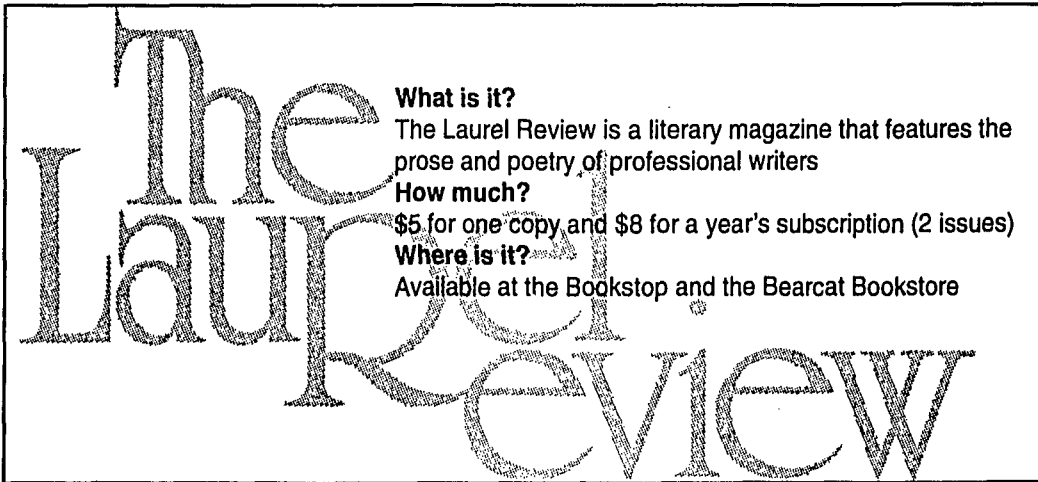 The
Laurel
Review
What is it?
The Laurel Review is a literary magazine that features the
prose and poetry of professional writers
How much?
$5 for one copy and $8 for a year's subscription (2 issues)
Where is it?
Available at the Bookstop and the Bearcat Bookstore